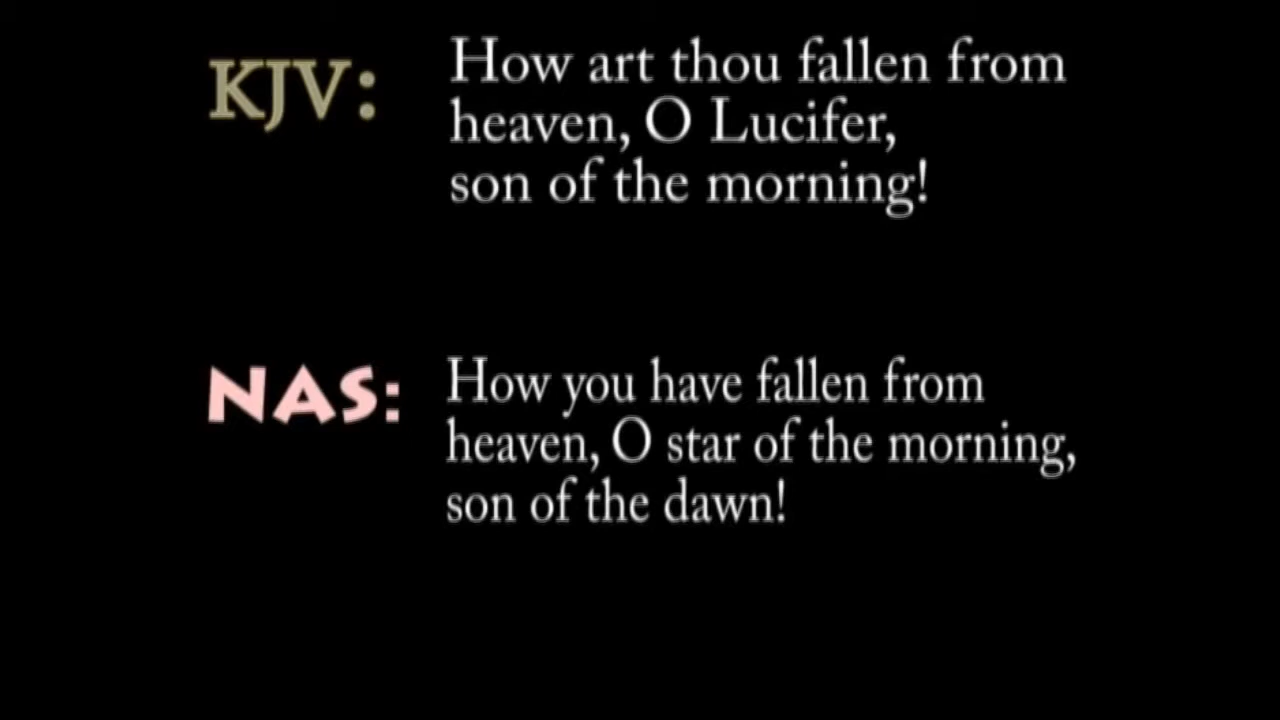 KJV: How art thou fallen from
heaven, O Lucifer,
son of the morning!
NAS: How you have fallen from
heaven, O star of the morning,
son of the dawn!